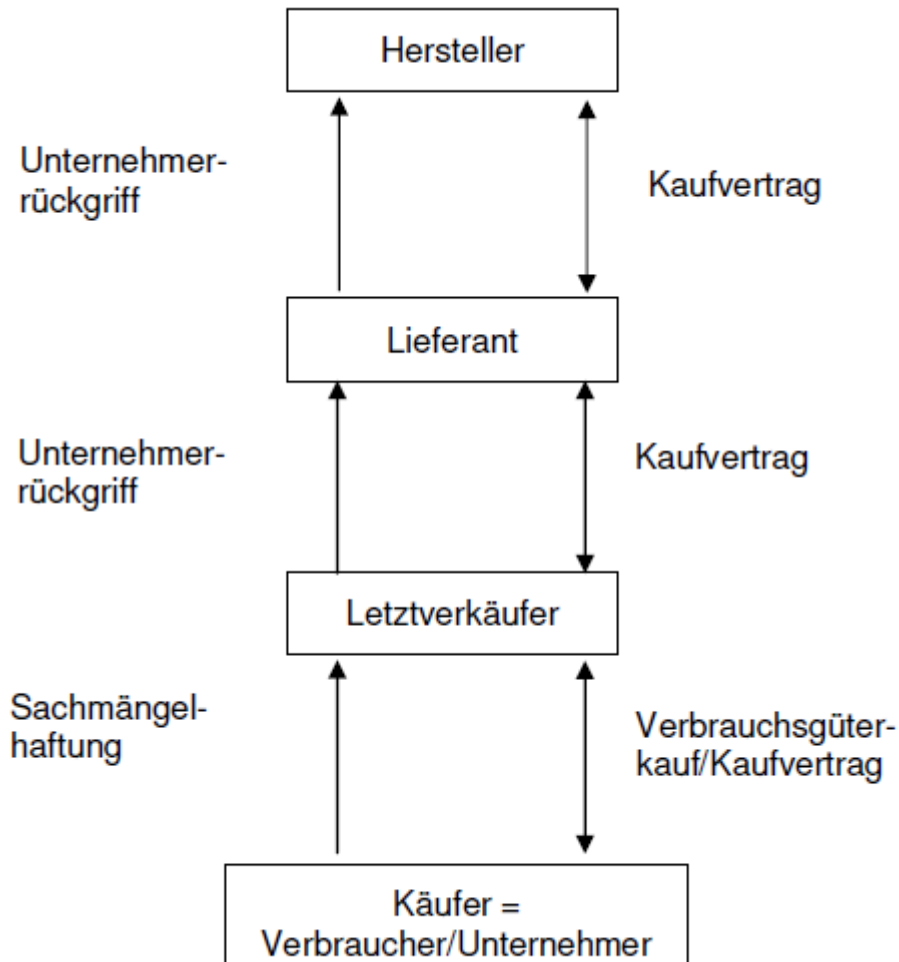 Hersteller
Unternehmer-
rückgriff
Kaufvertrag
Lieferant
Unternehmer-
rückgriff
Kaufvertrag
Letztverkäufer
Sachmängel-
haftung
Verbrauchsgüter-
kauf/Kaufvertrag
Käufer =
Verbraucher/Unternehmer